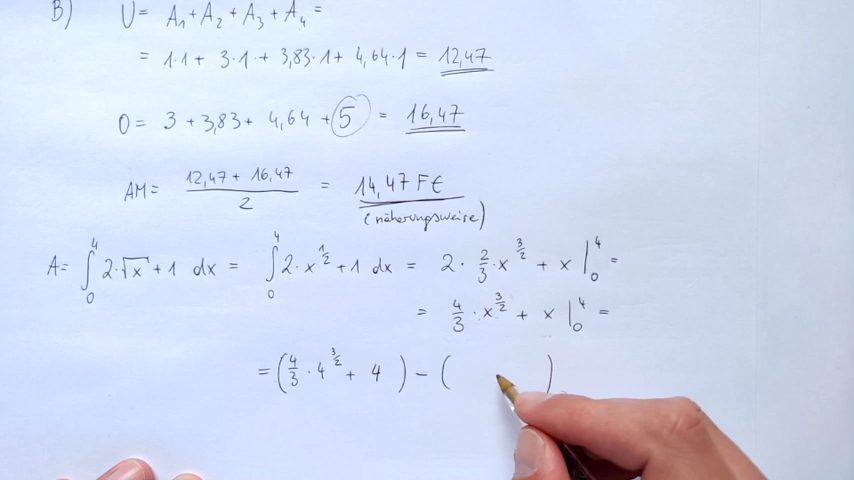 B) U = A₁ + A₂ + A₃ + A₄ =
= 1·1 + 3·1 + 3,83·1 + 4,64·1 = 12,47
O = 3 + 3,83 + 4,64 + 5 = 16,47
AM = (12,47 + 16,47)/2 = 14,47 FE
(näherungsweise)
A = ∫₀⁴ 2·√x + 1 dx = ∫₀⁴ 2·x^(1/2) + 1 dx = 2·2/3·x^(3/2) + x |₀⁴ =
= 4/3·x^(3/2) + x |₀⁴ =
= (4/3·4^(3/2) + 4) − ( )